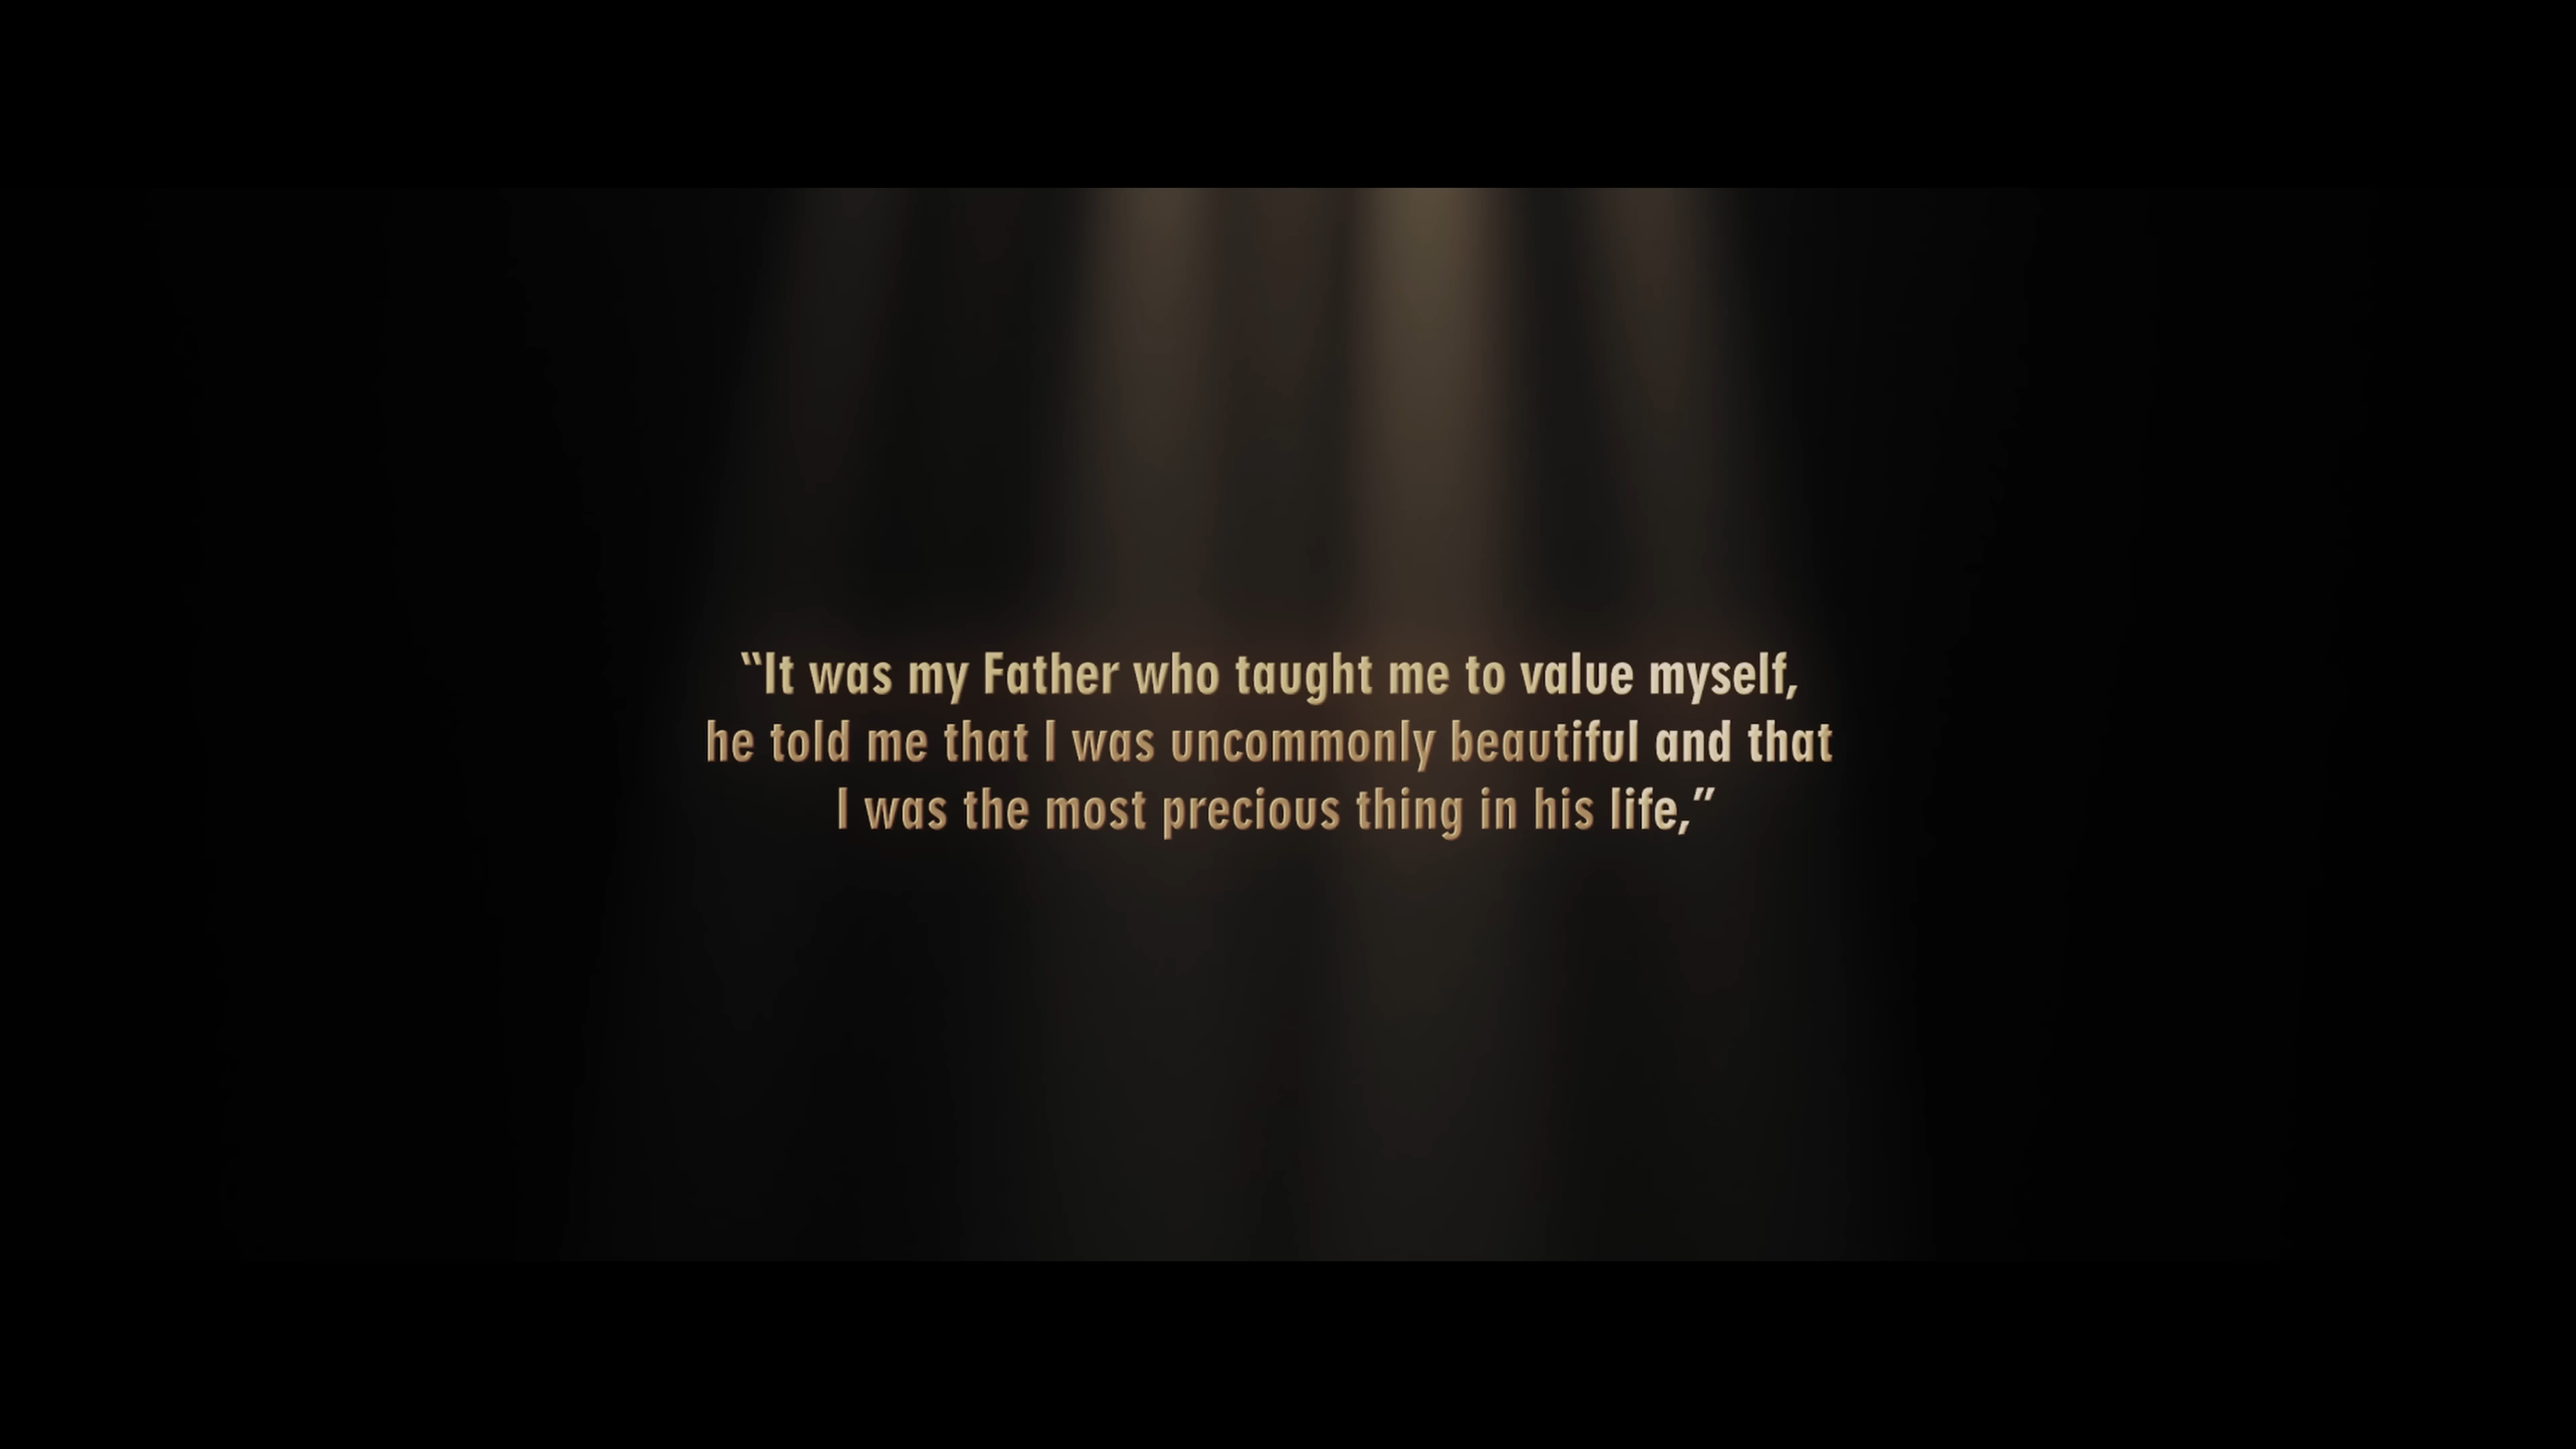 “It was my Father who taught me to value myself,
he told me that I was uncommonly beautiful and that
I was the most precious thing in his life,”